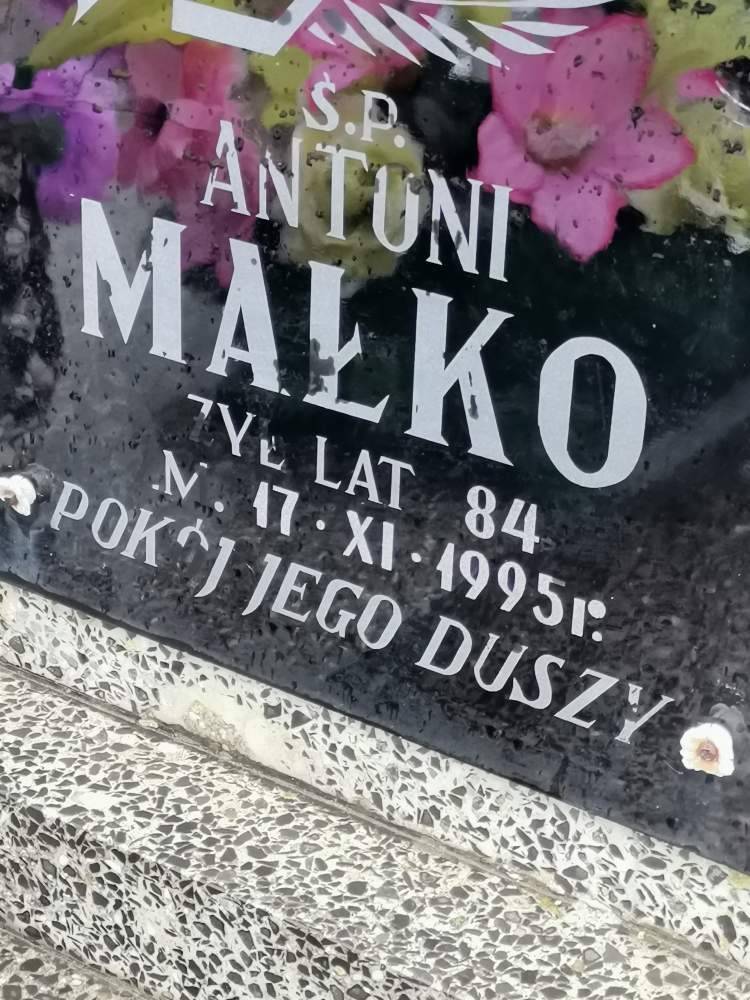 Ś.P.
ANTONI
MAŁKO
ŻYŁ LAT 84
17.XI.1995r.
POKÓJ JEGO DUSZY